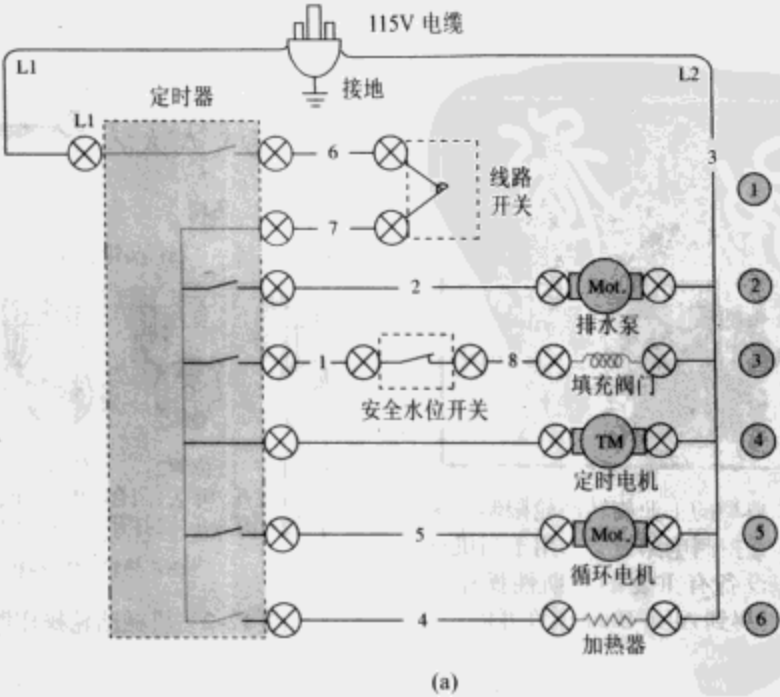 115V 电缆
L1
L2
接地
定时器
L1
6
线路
开关
3
1
7
2
Mot.
2
排水泵
1
8
3
安全水位开关
填充阀门
TM
4
定时电机
5
Mot.
5
循环电机
4
6
加热器
(a)